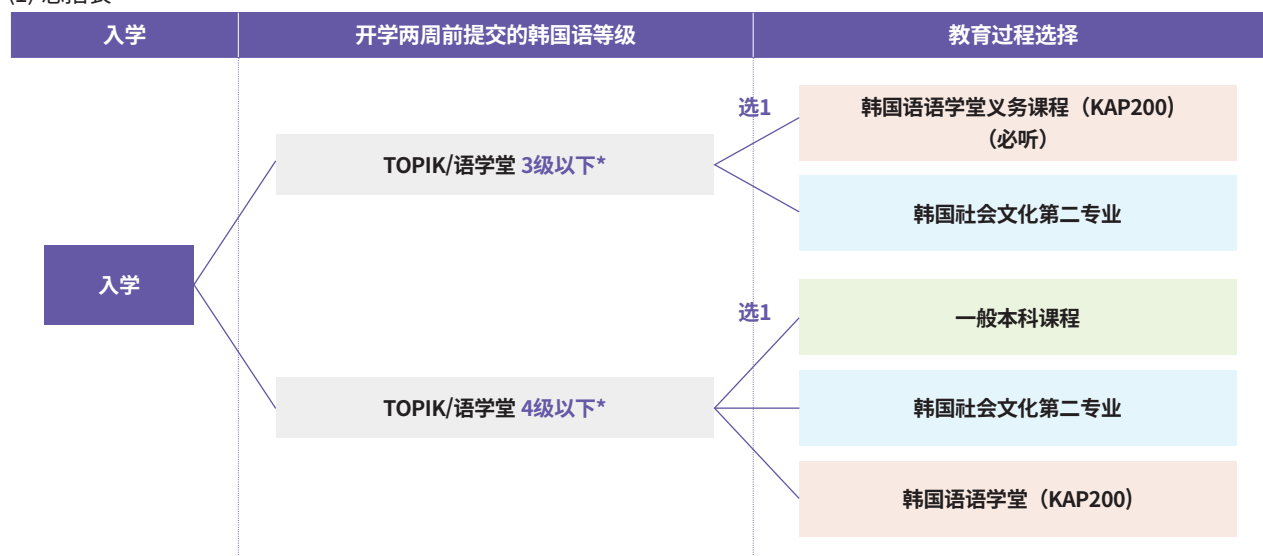 入学 开学两周前提交的韩国语等级 教育过程选择
选1
韩国语语学堂义务课程（KAP200)
（必听）
TOPIK/语学堂 3级以下*
韩国社会文化第二专业
入学
选1
一般本科课程
TOPIK/语学堂 4级以下*
韩国社会文化第二专业
韩国语语学堂（KAP200)